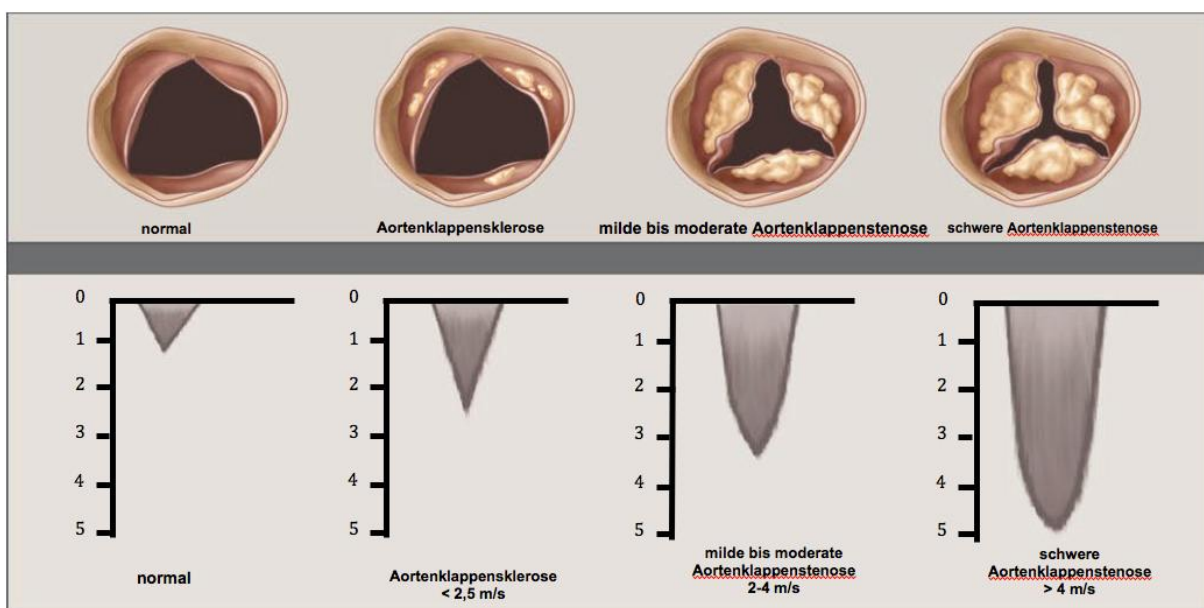 normal
Aortenklappensklerose
milde bis moderate Aortenklappenstenose
schwere Aortenklappenstenose
0
1
2
3
4
5
normal
0
1
2
3
4
5
Aortenklappensklerose
< 2,5 m/s
0
1
2
3
4
5
milde bis moderate
Aortenklappenstenose
2-4 m/s
0
1
2
3
4
5
schwere
Aortenklappenstenose
> 4 m/s